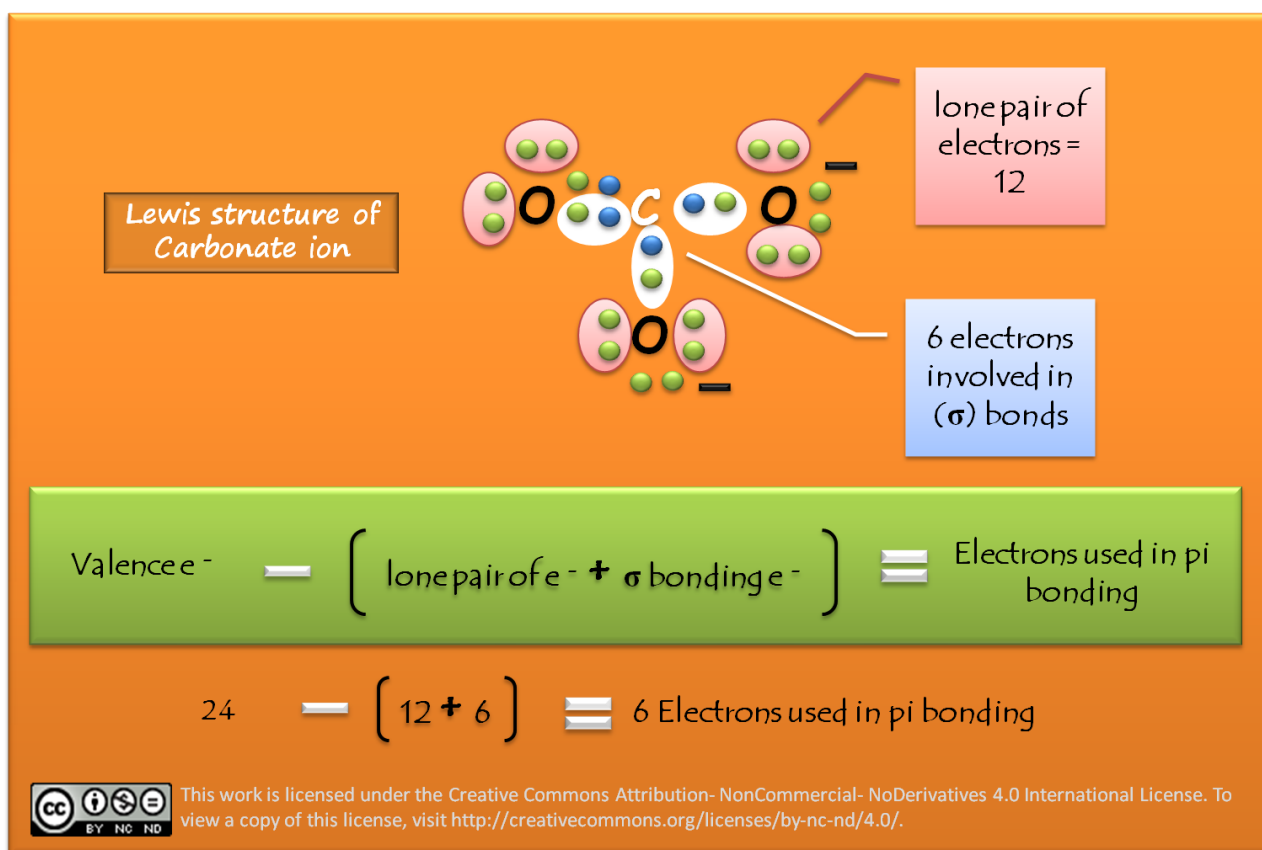 lone pair of
electrons =
12
O C O
Lewis structure of
Carbonate ion
O
6 electrons
involved in
(σ) bonds
Valence e - − ( lone pair of e - + σ bonding e - ) = Electrons used in pi
bonding
24 − ( 12 + 6 ) = 6 Electrons used in pi bonding
cc BY NC ND
This work is licensed under the Creative Commons Attribution- NonCommercial- NoDerivatives 4.0 International License. To
view a copy of this license, visit http://creativecommons.org/licenses/by-nc-nd/4.0/.